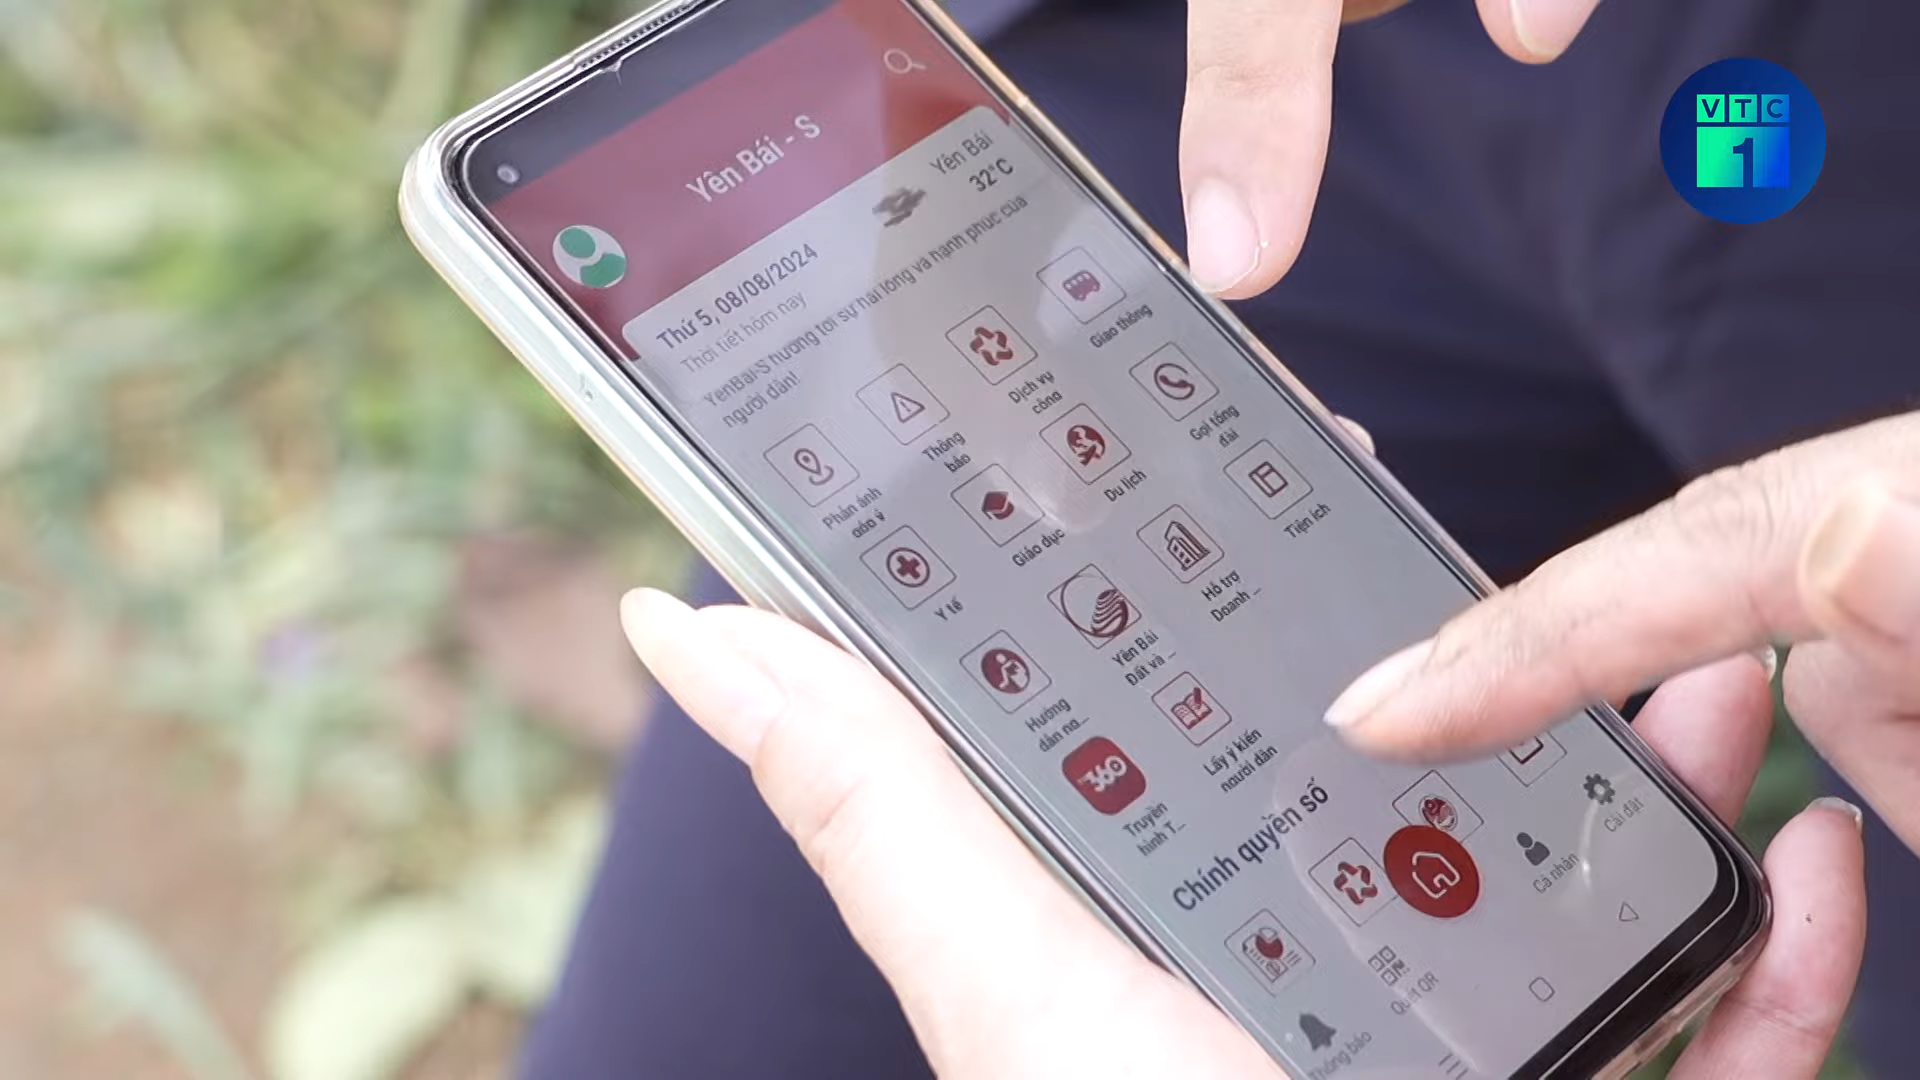 VTC
1
Yên Bái - S
Yên Bái
32°C
Thứ 5, 08/08/2024
Thời tiết hôm nay
YenBai-S hướng tới sự hài lòng và hạnh phúc của
người dân!
Phản ánh
góp ý
Thông
báo
Dịch vụ
công
Giao thông
Y tế
Giáo dục
Du lịch
Gọi tổng
đài
Hướng
dẫn ng...
Yên Bái
Đất và ...
Hỗ trợ
Doanh ...
Tiện ích
360
Truyền
hình T...
Lấy ý kiến
người dân
Chính quyền số
Thông báo
Quét QR
Cá nhân
Cài đặt